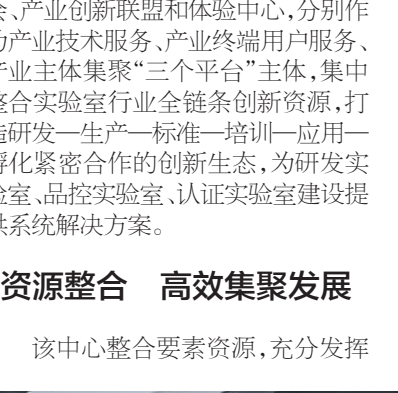 会、产业创新联盟和体验中心,分别作
为产业技术服务、产业终端用户服务、
产业主体集聚“三个平台”主体,集中
整合实验室行业全链条创新资源,打
造研发—生产—标准—培训—应用—
孵化紧密合作的创新生态,为研发实
验室、品控实验室、认证实验室建设提
供系统解决方案。
资源整合 高效集聚发展
该中心整合要素资源,充分发挥